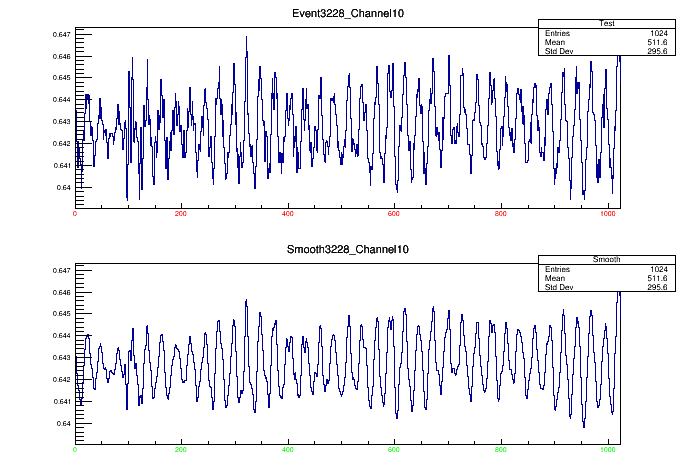 Event3228_Channel10
Test
Entries 1024
Mean 511.6
Std Dev 295.6
0.647
0.646
0.645
0.644
0.643
0.642
0.641
0.64
0 200 400 600 800 1000
Smooth3228_Channel10
Smooth
Entries 1024
Mean 511.6
Std Dev 295.6
0.647
0.646
0.645
0.644
0.643
0.642
0.641
0.64
0 200 400 600 800 1000